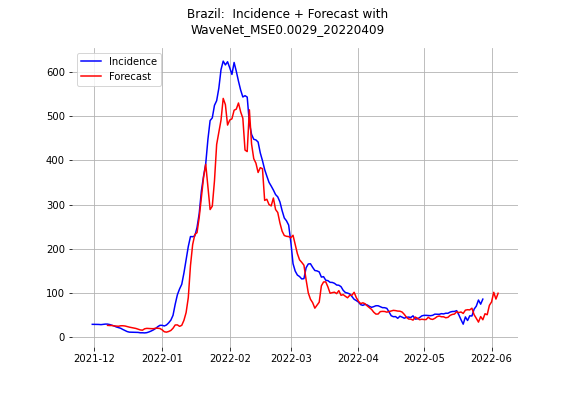 Brazil:  Incidence + Forecast with
WaveNet_MSE0.0029_20220409
Incidence
Forecast
600
500
400
300
200
100
0
2021-12 2022-01 2022-02 2022-03 2022-04 2022-05 2022-06